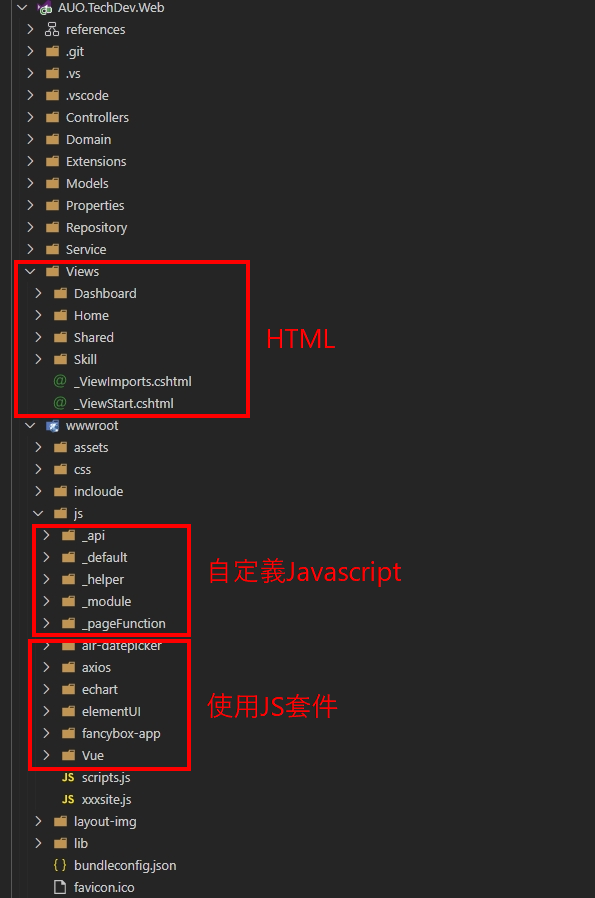 AUO.TechDev.Web
references
.git
.vs
.vscode
Controllers
Domain
Extensions
Models
Properties
Repository
Service
Views
Dashboard
Home
HTML
Shared
Skill
@ _ViewImports.cshtml
@ _ViewStart.cshtml
wwwroot
assets
css
incloude
js
_api
_default
自定義Javascript
_helper
_module
_pageFunction
air-datepicker
axios
echart
使用JS套件
elementUI
fancybox-app
Vue
JS scripts.js
JS xxxsite.js
layout-img
lib
{ } bundleconfig.json
favicon.ico